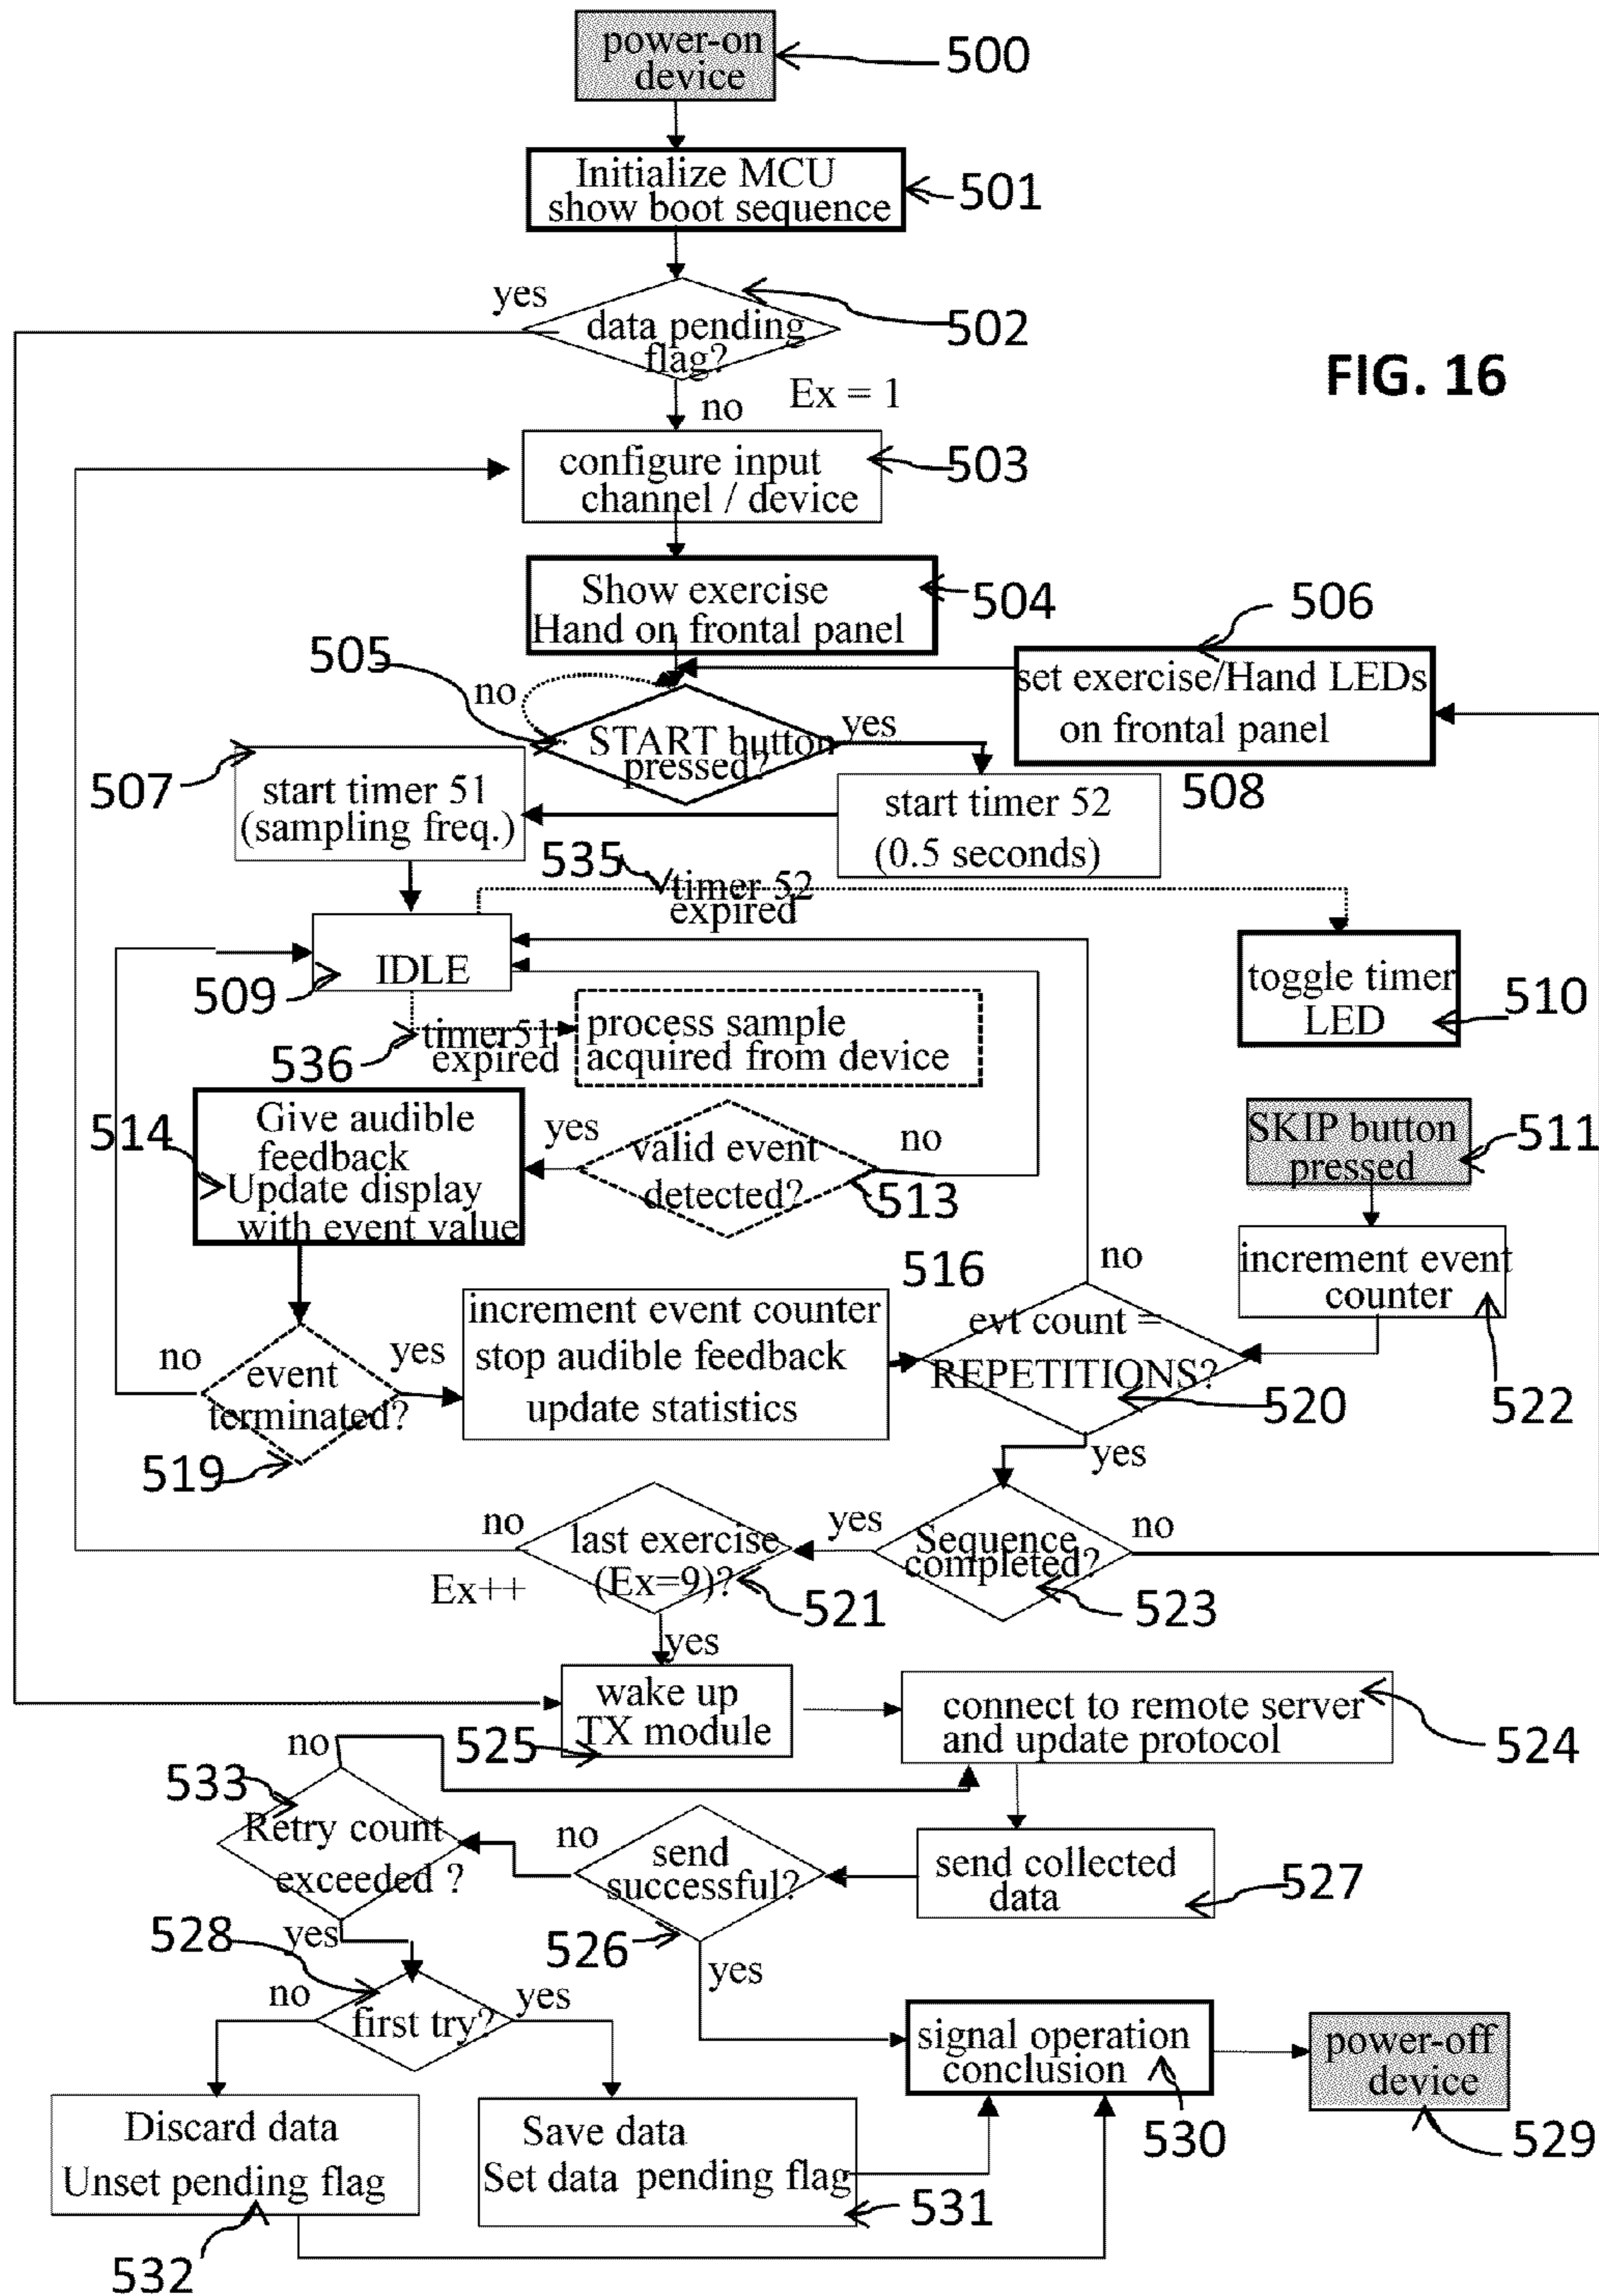 power-on
device
500
Initialize MCU
show boot sequence
501
yes
data pending
flag?
502
FIG. 16
no
Ex = 1
configure input
channel / device
503
Show exercise
Hand on frontal panel
504
506
505
set exercise/Hand LEDs
on frontal panel
no
START button
pressed?
yes
507
start timer 51
(sampling freq.)
start timer 52
(0.5 seconds)
508
535
timer 52
expired
IDLE
509
toggle timer
LED
510
timer51
expired
536
process sample
acquired from device
514
Give audible
feedback
Update display
with event value
yes
valid event
detected?
no
513
SKIP button
pressed
511
increment event
counter
522
516
no
increment event counter
stop audible feedback
update statistics
evt count =
REPETITIONS?
520
no
event
terminated?
yes
519
yes
no
last exercise
(Ex=9)?
Ex++
521
yes
Sequence
completed?
no
523
yes
wake up
TX module
525
connect to remote server
and update protocol
524
no
533
Retry count
exceeded ?
no
send
successful?
526
send collected
data
527
yes
528
yes
no
first try?
yes
signal operation
conclusion
530
power-off
device
529
Discard data
Unset pending flag
532
Save data
Set data pending flag
531